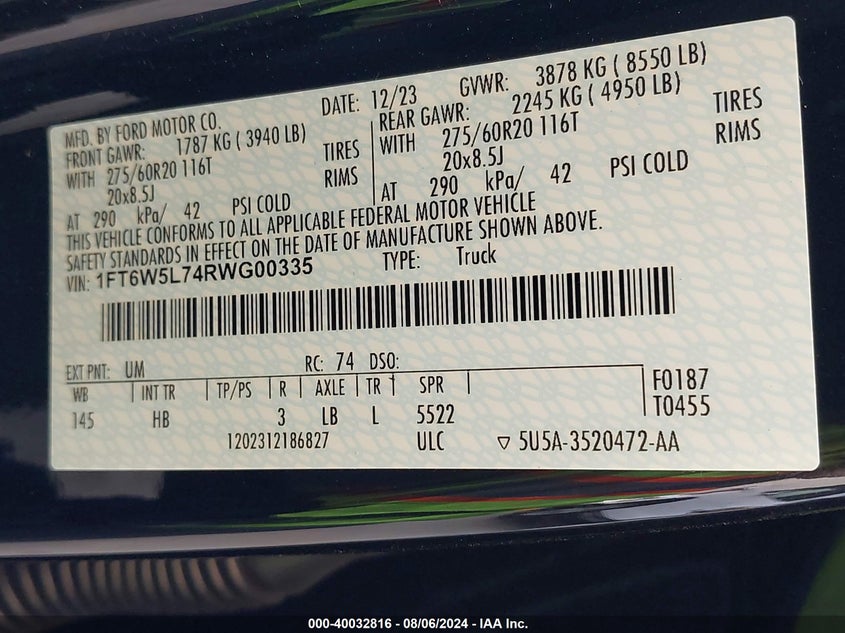 MFD. BY FORD MOTOR CO. DATE: 12/23 GVWR: 3878 KG ( 8550 LB)
FRONT GAWR: 1787 KG ( 3940 LB) REAR GAWR: 2245 KG ( 4950 LB)
WITH 275/60R20 116T TIRES WITH 275/60R20 116T TIRES
20x8.5J RIMS 20x8.5J RIMS
AT 290 kPa/ 42 PSI COLD AT 290 kPa/ 42 PSI COLD
THIS VEHICLE CONFORMS TO ALL APPLICABLE FEDERAL MOTOR VEHICLE
SAFETY STANDARDS IN EFFECT ON THE DATE OF MANUFACTURE SHOWN ABOVE.
VIN: 1FT6W5L74RWG00335 TYPE: Truck
EXT PNT: UM RC: 74 DSO:
WB INT TR TP/PS R AXLE TR SPR F0187
145 HB 3 LB L 5522 T0455
1202312186827 ULC ▽ 5U5A-3520472-AA
000-40032816 - 08/06/2024 - IAA Inc.